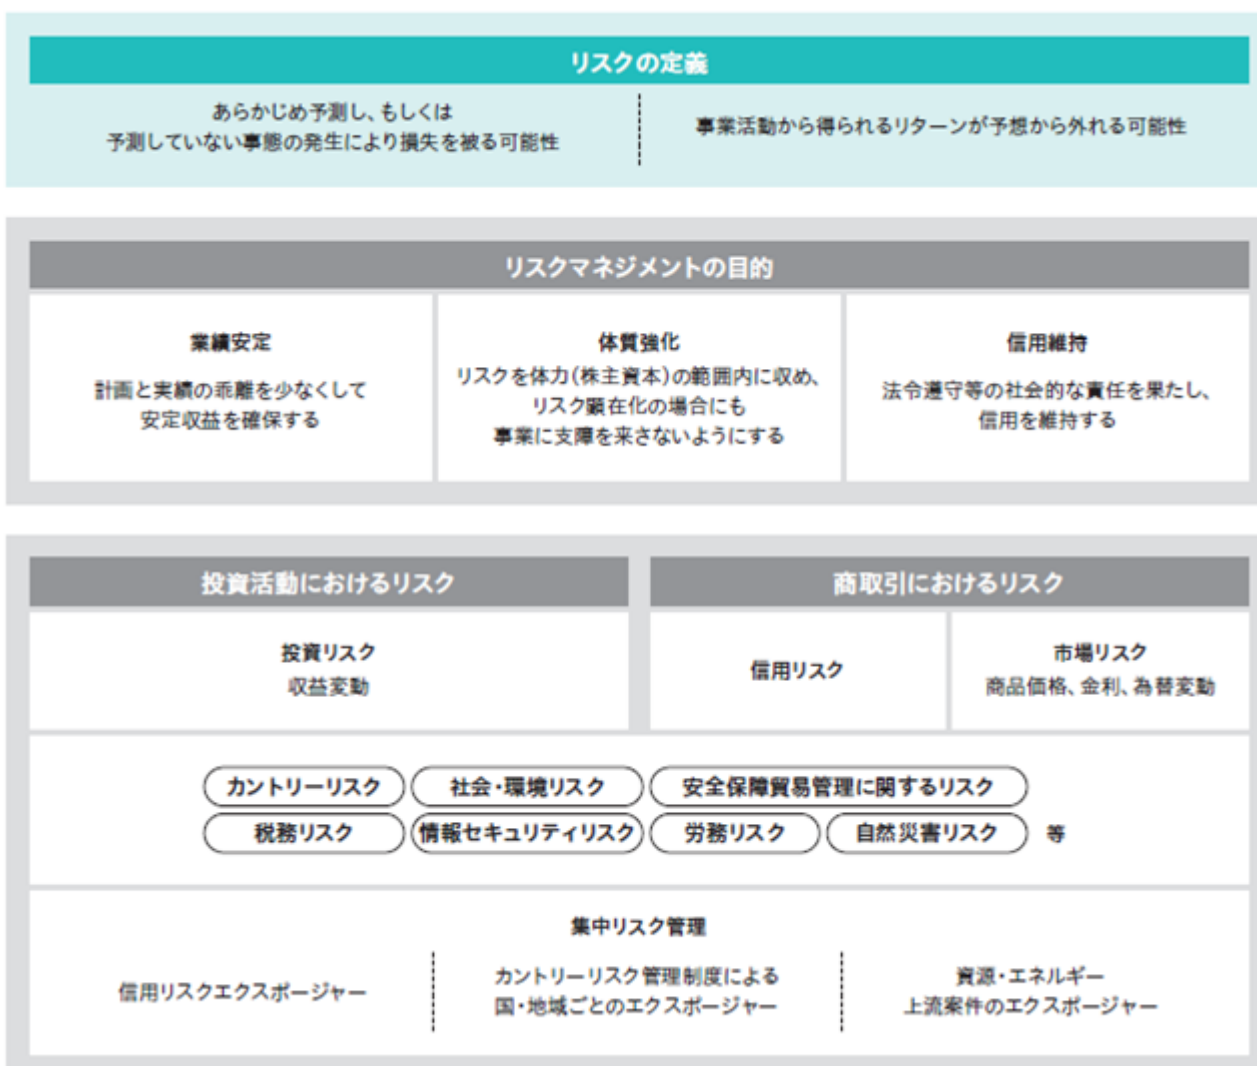 リスクの定義
あらかじめ予測し、もしくは
予測していない事態の発生により損失を被る可能性
事業活動から得られるリターンが予想から外れる可能性
リスクマネジメントの目的
業績安定
計画と実績の乖離を少なくして
安定収益を確保する
体質強化
リスクを体力(株主資本)の範囲内に収め、
リスク顕在化の場合にも
事業に支障を来さないようにする
信用維持
法令遵守等の社会的な責任を果たし、
信用を維持する
投資活動におけるリスク
商取引におけるリスク
投資リスク
収益変動
信用リスク
市場リスク
商品価格、金利、為替変動
カントリーリスク
社会・環境リスク
安全保障貿易管理に関するリスク
税務リスク
情報セキュリティリスク
労務リスク
自然災害リスク
等
集中リスク管理
信用リスクエクスポージャー
カントリーリスク管理制度による
国・地域ごとのエクスポージャー
資源・エネルギー
上流案件のエクスポージャー